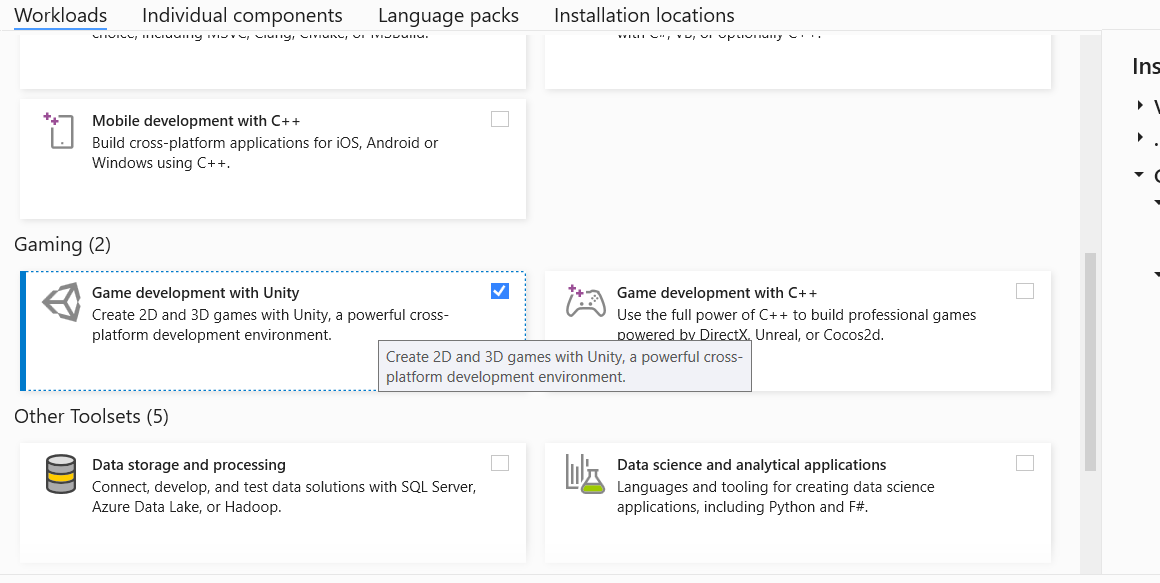 Workloads Individual components Language packs Installation locations
choice, including MSVC, Clang, CMake, or MSBuild.
with C#, VB, or optionally C++.
Mobile development with C++
Build cross-platform applications for iOS, Android or
Windows using C++.
Gaming (2)
Game development with Unity
Create 2D and 3D games with Unity, a powerful cross-
platform development environment.
Game development with C++
Use the full power of C++ to build professional games
powered by DirectX, Unreal, or Cocos2d.
Create 2D and 3D games with Unity, a powerful cross-
platform development environment.
Other Toolsets (5)
Data storage and processing
Connect, develop, and test data solutions with SQL Server,
Azure Data Lake, or Hadoop.
Data science and analytical applications
Languages and tooling for creating data science
applications, including Python and F#.
Ins